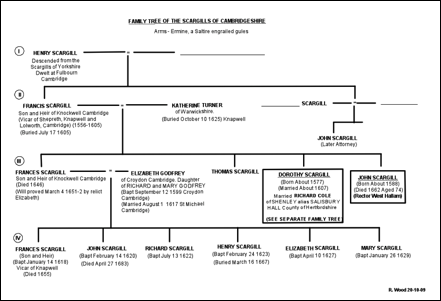 FAMILY TREE OF THE SCARGILLS OF CAMBRIDGESHIRE
Arms - Ermine, a Saltire engrailed gules
I
HENRY SCARGILL
=
Descended from the
Scargills of Yorkshire
Dwelt at Fulbourn
Cambridge
II
FRANCIS SCARGILL
=
KATHERINE TURNER
SCARGILL
=
Son and Heir of Knockwell Cambridge
(Vicar of Shepreth, Knapwell and
Lolworth, Cambridge) (1556-1605)
(Buried July 17 1605)
of Warwickshire
(Buried October 10 1625) Knapwell
JOHN SCARGILL
(Later Attorney)
III
FRANCES SCARGILL
=
Son and Heir of Knockwell Cambridge
(Died 1646)
(Will proved March 4 1651-2 by relict
Elizabeth)
ELIZABETH GODFREY
of Croydon Cambridge. Daughter
of RICHARD and MARY GODFREY
(Bapt September 12 1599 Croydon
Cambridge)
(Married August 1 1617 St Michael
Cambridge)
THOMAS SCARGILL
DOROTHY SCARGILL
(Born About 1577)
(Married About 1607)
Married RICHARD COLE
of SHENLEY alias SALISBURY
HALL County of Hertfordshire
(SEE SEPARATE FAMILY TREE)
JOHN SCARGILL
(Born About 1588)
(Died 1662 Aged 74)
(Rector West Hallam)
IV
FRANCES SCARGILL
(Son and Heir)
(Bapt January 14 1618)
Vicar of Knapwell
(Died 1655)
JOHN SCARGILL
(Bapt February 14 1620)
(Died April 27 1683)
RICHARD SCARGILL
(Bapt July 13 1622)
HENRY SCARGILL
(Bapt February 24 1623)
(Buried March 16 1667)
ELIZABETH SCARGILL
(Bapt April 10 1627)
MARY SCARGILL
(Bapt January 26 1629)
R. Wood 29-10-09